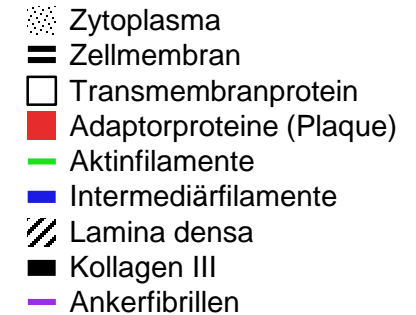 Zytoplasma
Zellmembran
Transmembranprotein
Adaptorproteine (Plaque)
Aktinfilamente
Intermediärfilamente
Lamina densa
Kollagen III
Ankerfibrillen